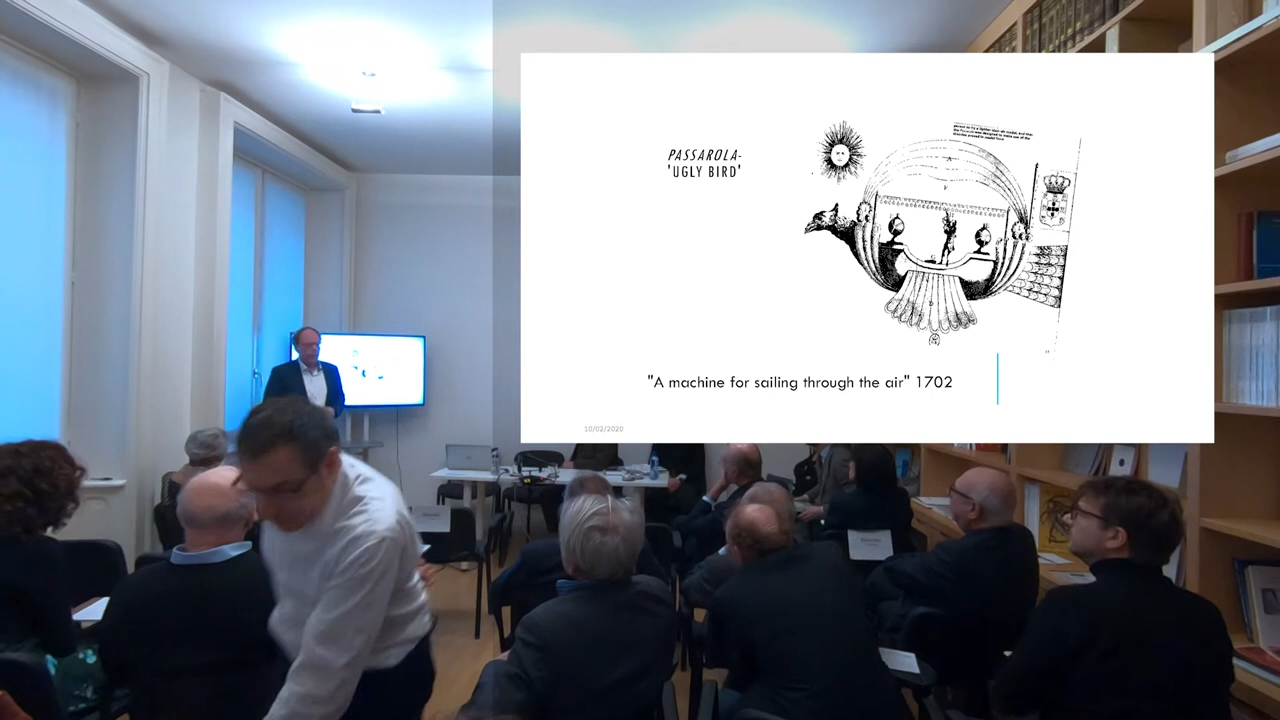 PASSAROLA-
'UGLY BIRD'
"A machine for sailing through the air" 1702
10/02/2020